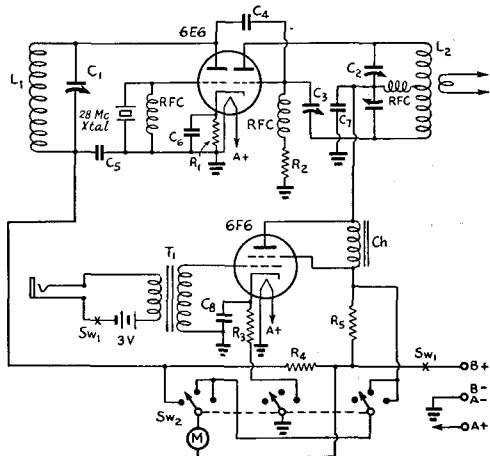 6E6
C4
L1
C1
28 Mc
Xtal
RFC
C5
C6
R1
A+
RFC
R2
C3
C7
C2
RFC
L2
6F6
Ch.
T1
Sw1
3V
C8
R3
A+
R5
R4
Sw1
B+
B-
A-
A+
Sw2
M